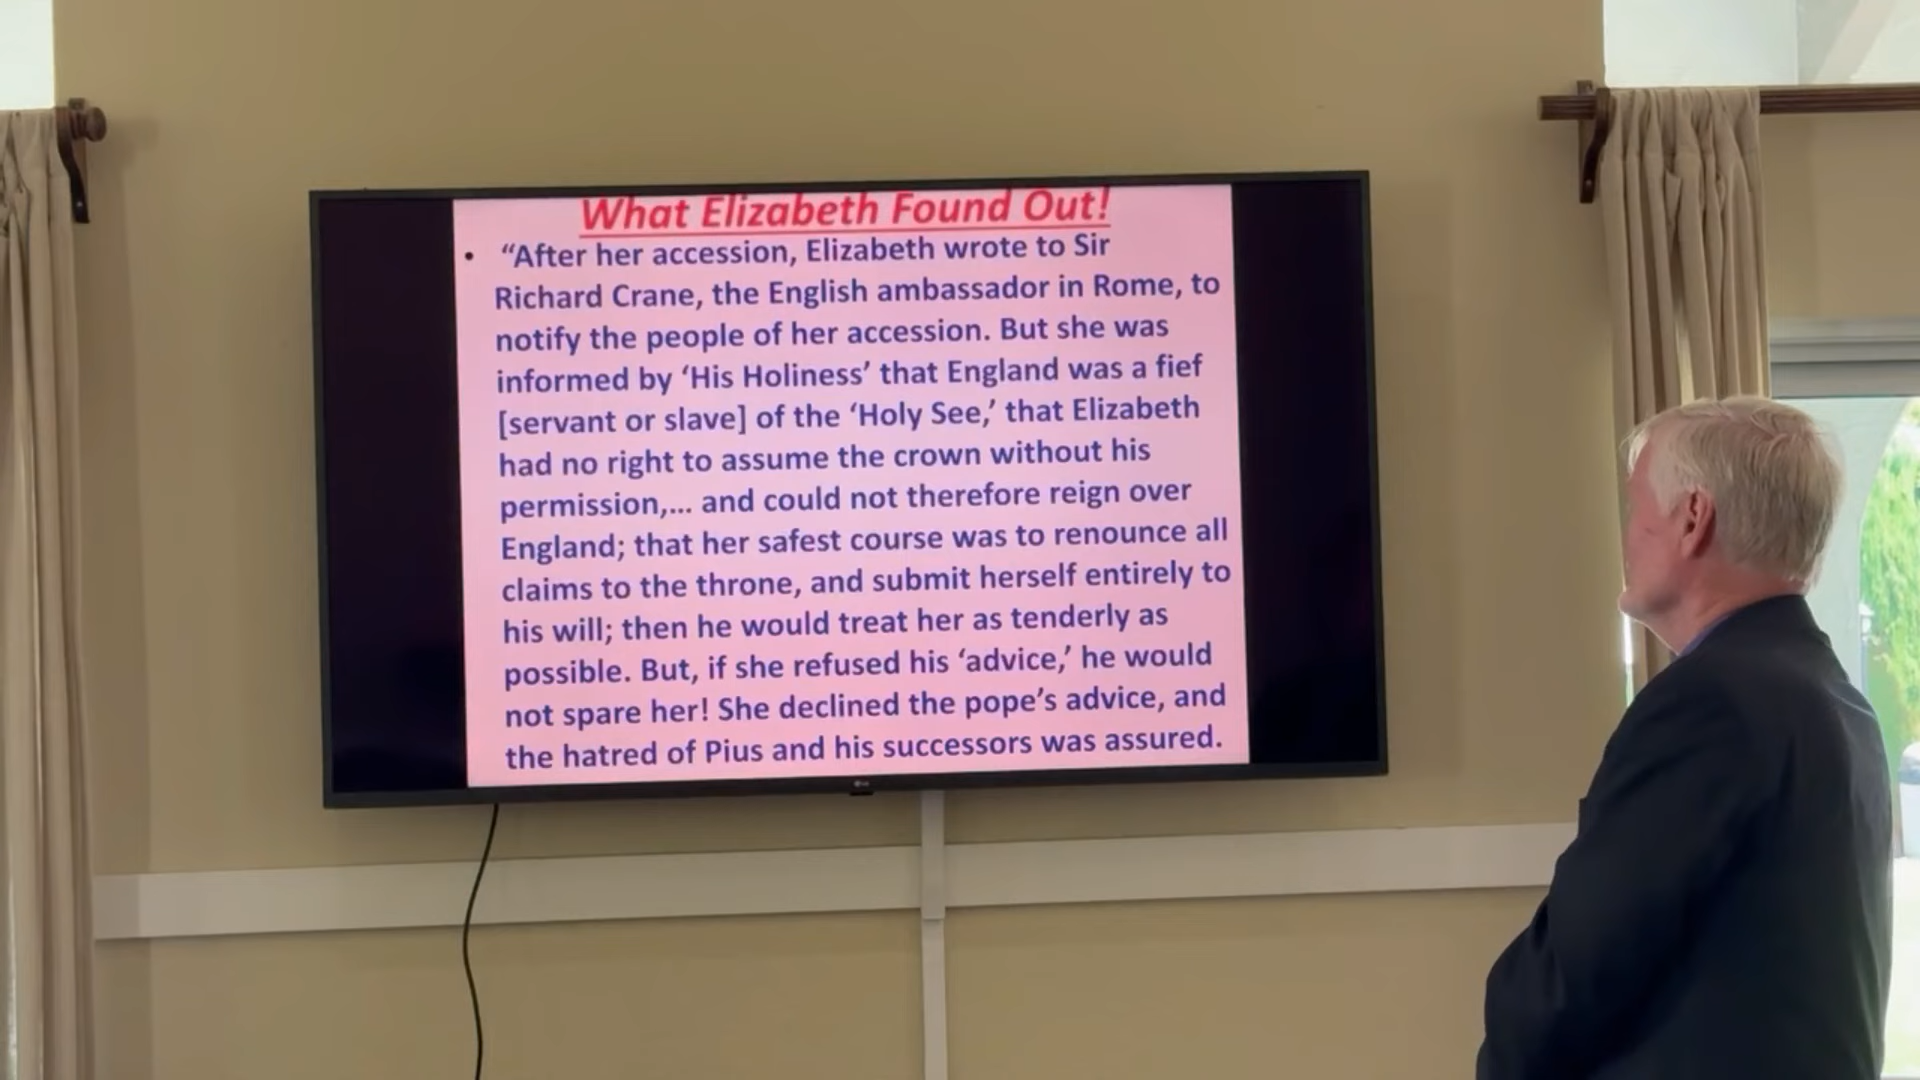 What Elizabeth Found Out!
• “After her accession, Elizabeth wrote to Sir
Richard Crane, the English ambassador in Rome, to
notify the people of her accession. But she was
informed by ‘His Holiness’ that England was a fief
[servant or slave] of the ‘Holy See,’ that Elizabeth
had no right to assume the crown without his
permission,... and could not therefore reign over
England; that her safest course was to renounce all
claims to the throne, and submit herself entirely to
his will; then he would treat her as tenderly as
possible. But, if she refused his ‘advice,’ he would
not spare her! She declined the pope’s advice, and
the hatred of Pius and his successors was assured.
LG